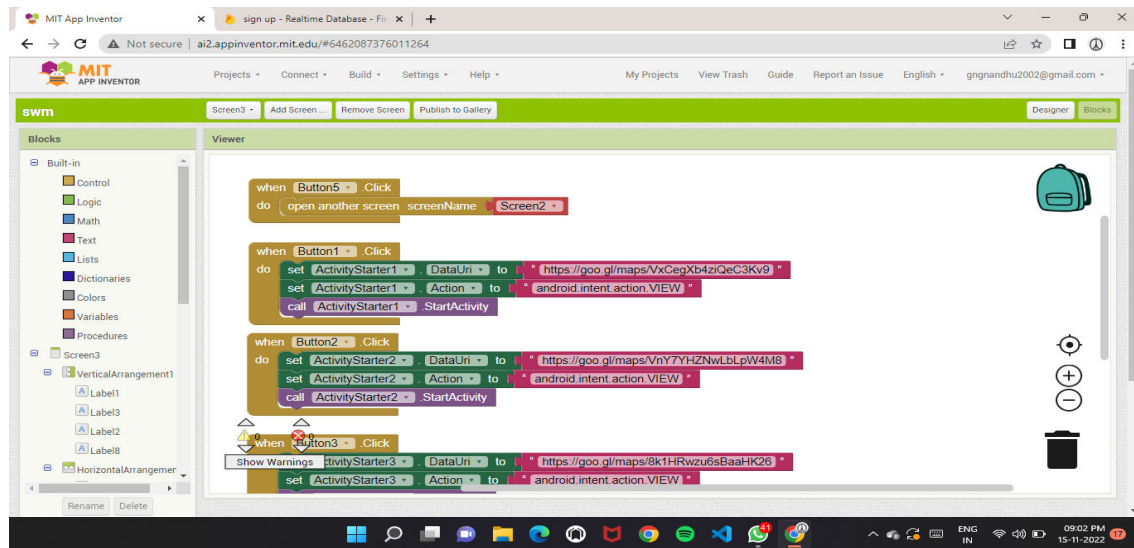 MIT App Inventor
sign up - Realtime Database - Fir
Not secure ai2.appinventor.mit.edu/#6462087376011264
MIT
APP INVENTOR
Projects Connect Build Settings Help My Projects View Trash Guide Report an Issue English gngnandhu2002@gmail.com
swm Screen3 Add Screen ... Remove Screen Publish to Gallery Designer Blocks
Blocks Viewer
Built-in
Control
Logic
Math
Text
Lists
Dictionaries
Colors
Variables
Procedures
Screen3
VerticalArrangement1
Label1
Label3
Label2
Label8
HorizontalArrangemer
Rename Delete
when Button5 .Click
do open another screen screenName Screen2
when Button1 .Click
do set ActivityStarter1 . DataUri to " https://goo.gl/maps/VxCegXb4ziQeC3Kv9 "
set ActivityStarter1 . Action to " android.intent.action.VIEW "
call ActivityStarter1 .StartActivity
when Button2 .Click
do set ActivityStarter2 . DataUri to " https://goo.gl/maps/VnY7YHZNwLbLpW4M8 "
set ActivityStarter2 . Action to " android.intent.action.VIEW "
call ActivityStarter2 .StartActivity
0 0
when Button3 .Click
Show Warnings tivityStarter3 . DataUri to " https://goo.gl/maps/8k1HRwzu6sBaaHK26 "
set ActivityStarter3 . Action to " android.intent.action.VIEW "
41
ENG
IN
09:02 PM
15-11-2022
17